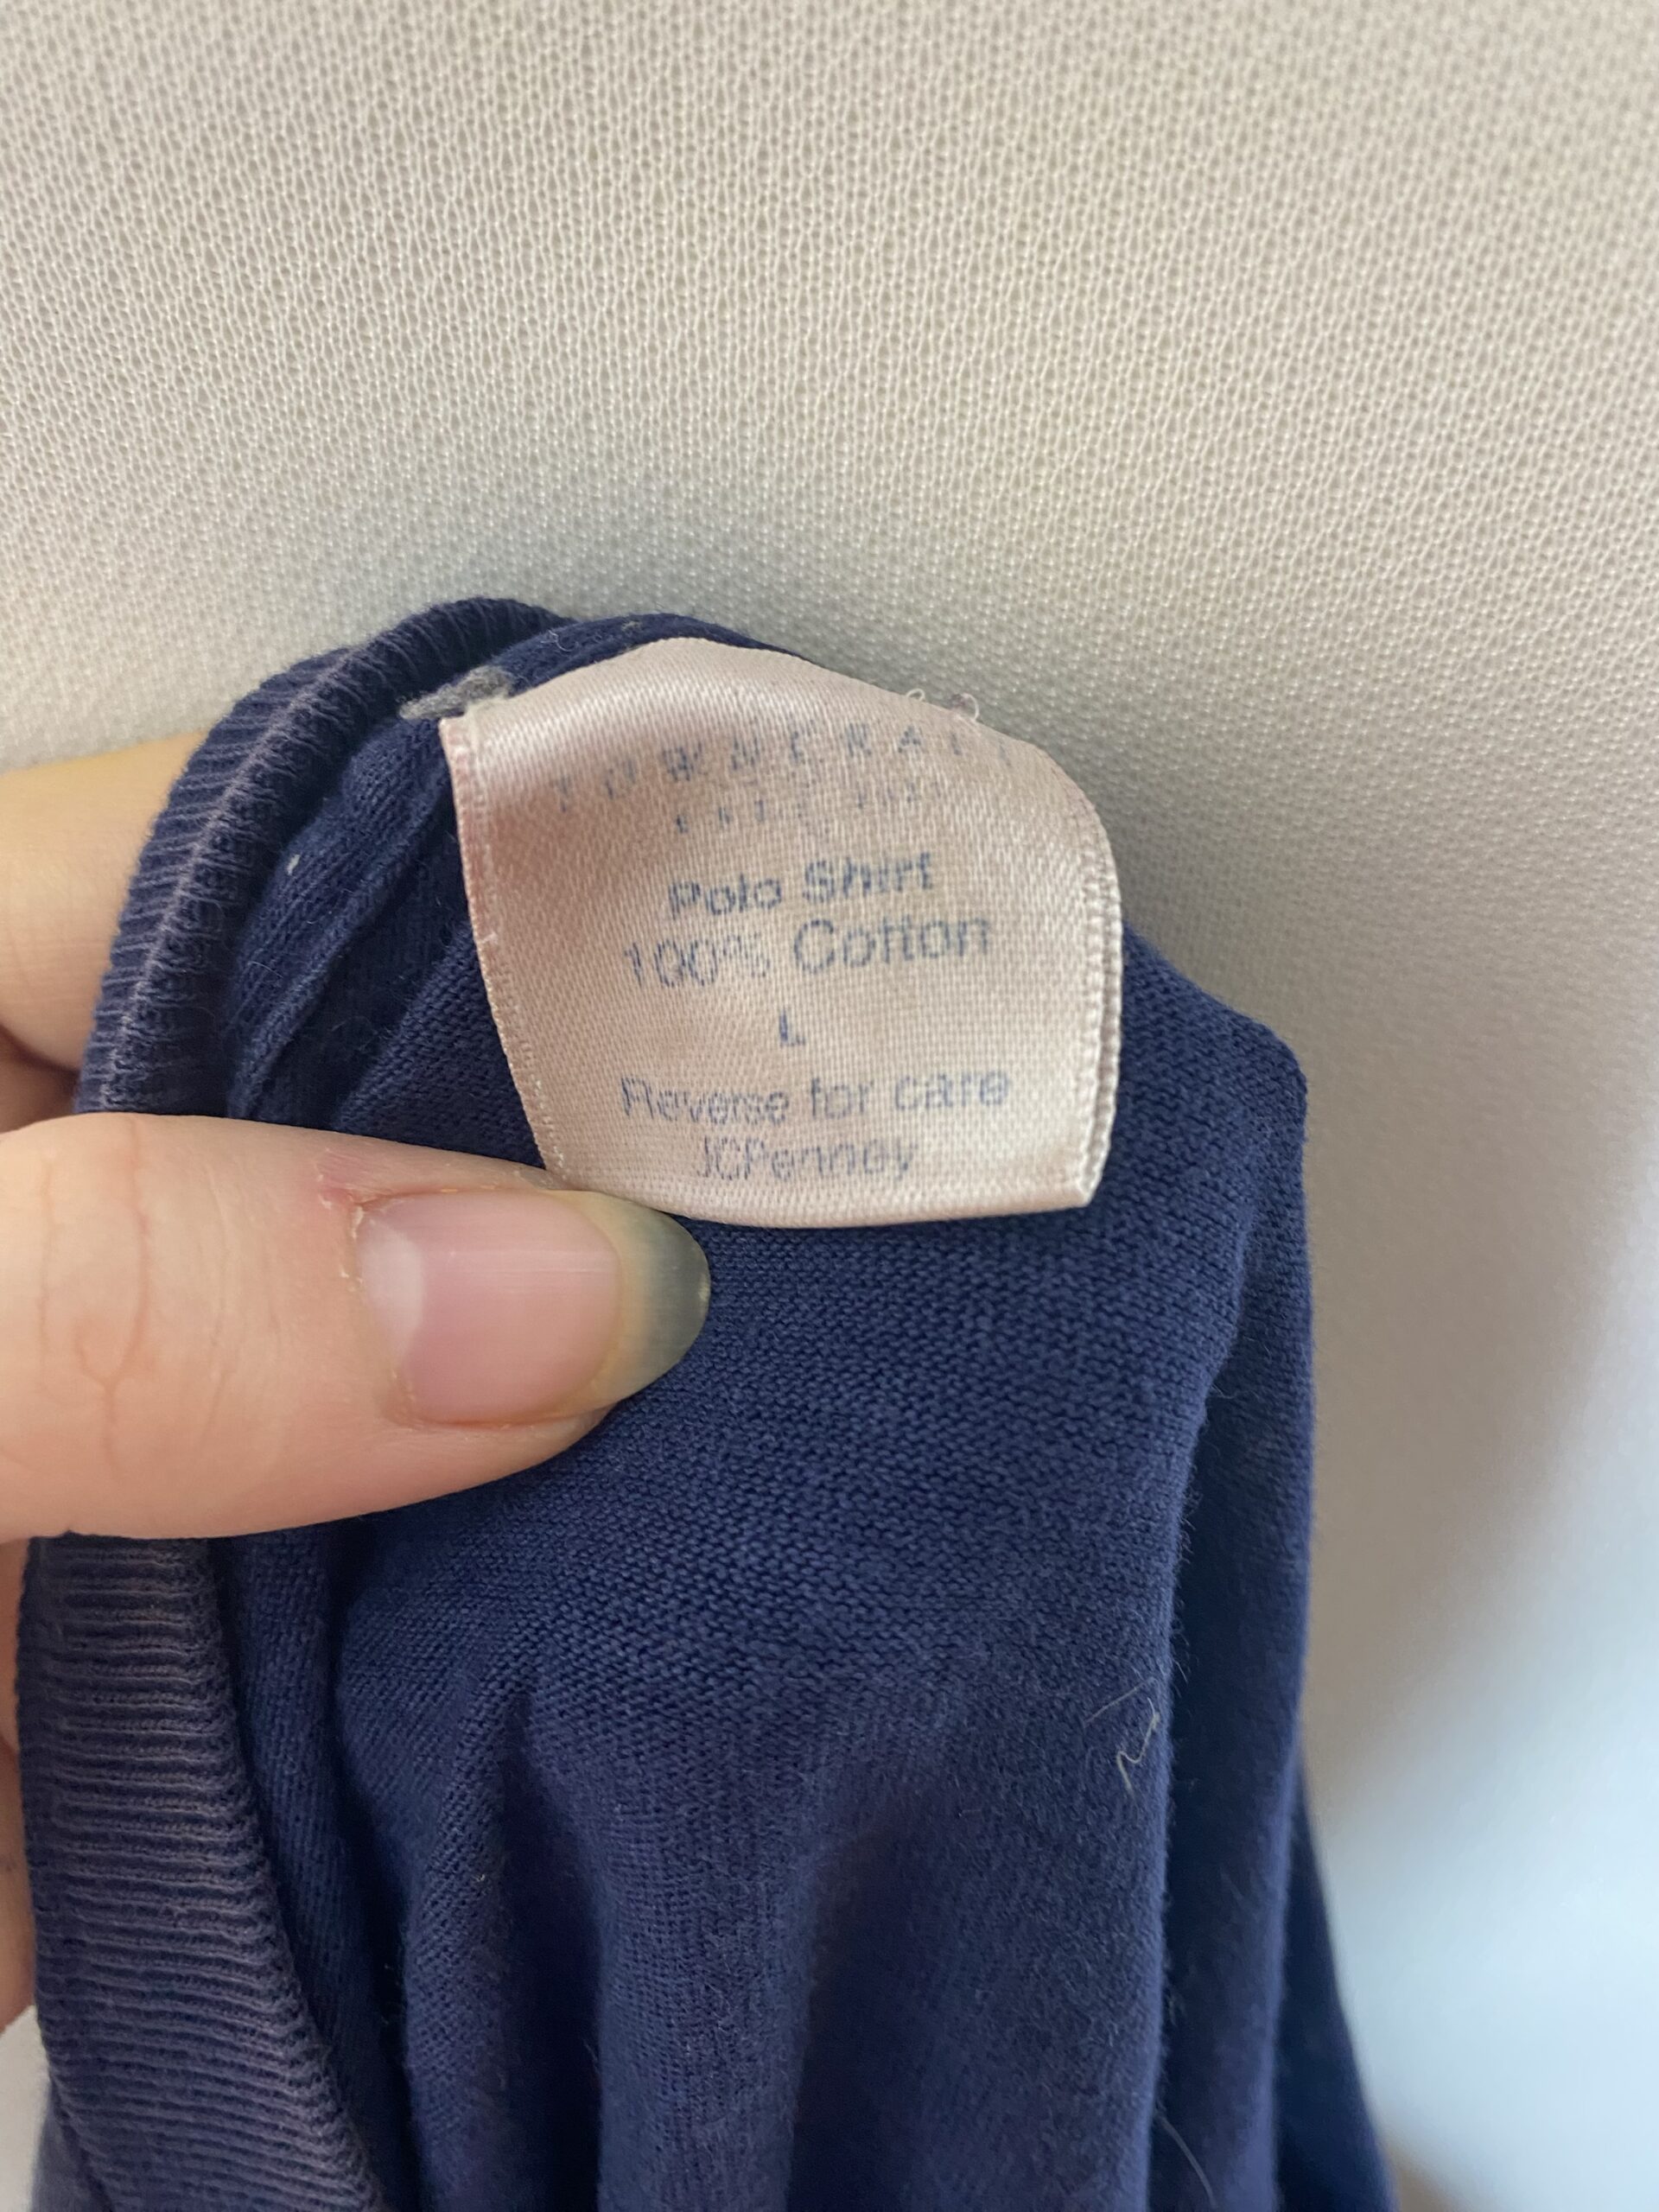 Polo Shirt
100% Cotton
L
Reverse for care
JCPenney